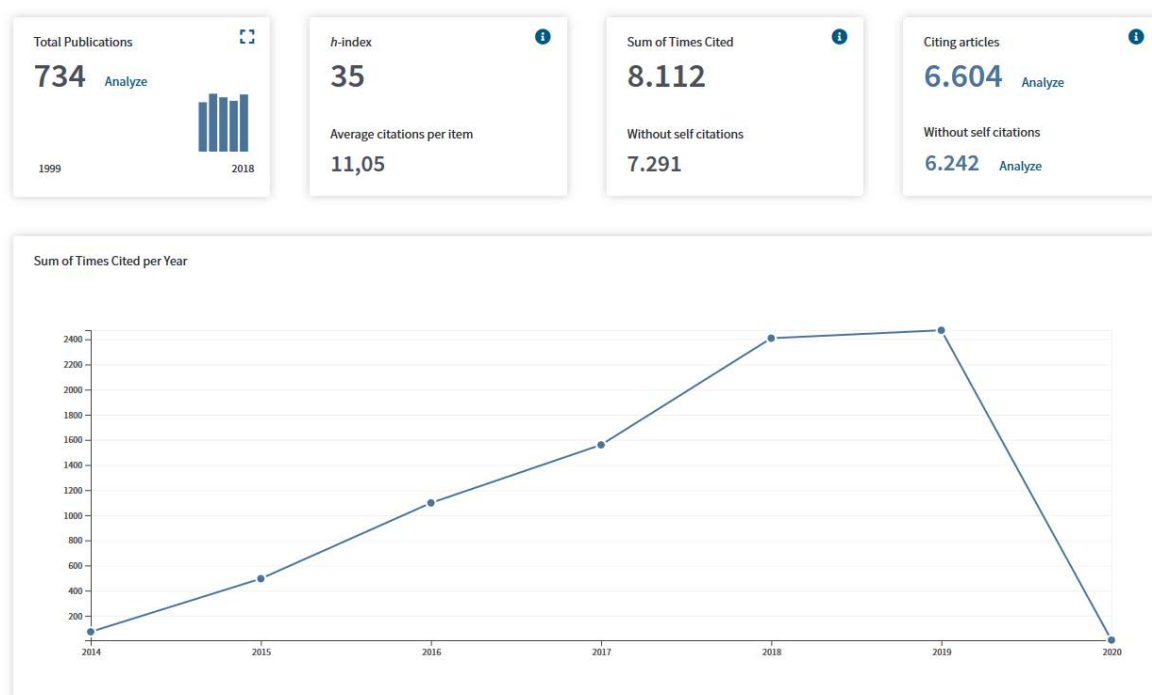 Total Publications
734 Analyze
1999 2018
h-index
35
Average citations per item
11,05
Sum of Times Cited
8.112
Without self citations
7.291
Citing articles
6.604 Analyze
Without self citations
6.242 Analyze
Sum of Times Cited per Year
2400
2200
2000
1800
1600
1400
1200
1000
800
600
400
200
2014 2015 2016 2017 2018 2019 2020